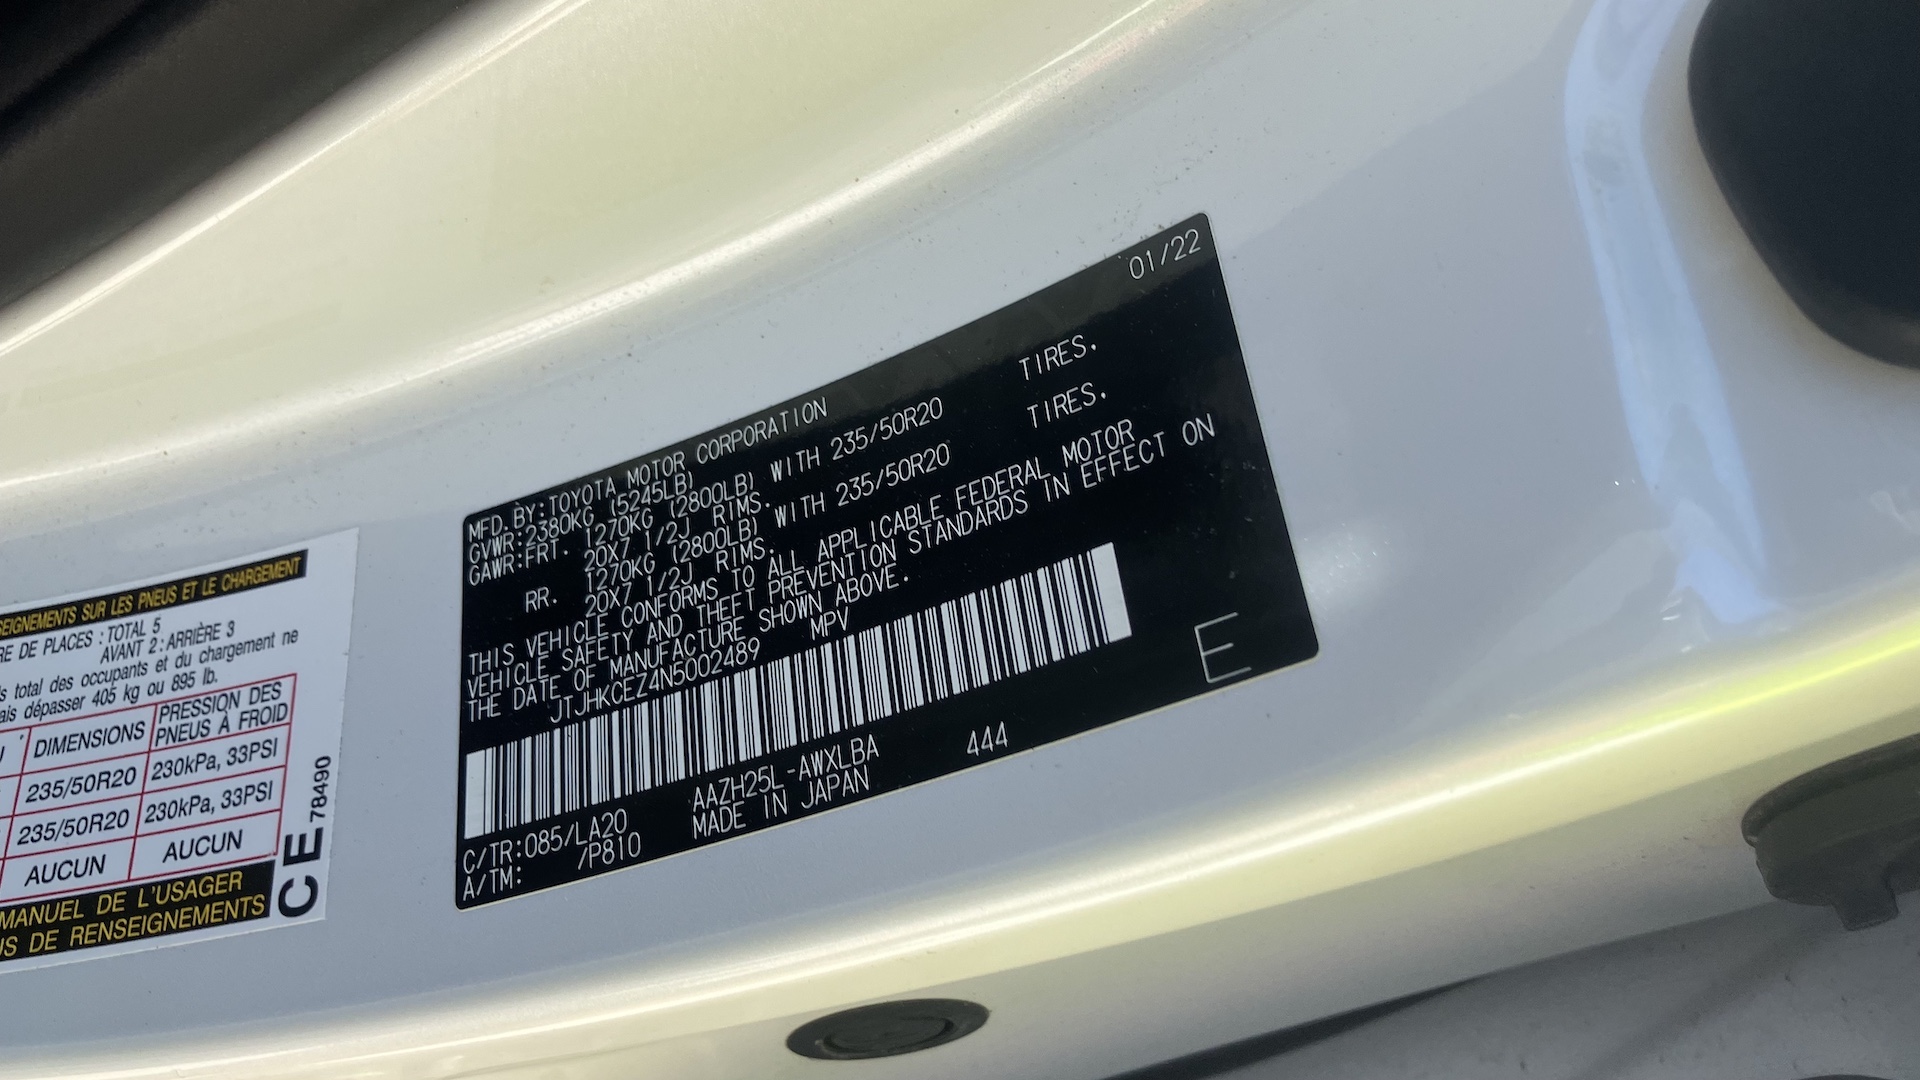 01/22
MFD. BY: TOYOTA MOTOR CORPORATION
GVWR:2380KG (5245LB)
GAWR:FRT. 1270KG (2800LB) WITH 235/50R20 TIRES.
20X7 1/2J RIMS.
RR. 1270KG (2800LB) WITH 235/50R20 TIRES.
20X7 1/2J RIMS.
THIS VEHICLE CONFORMS TO ALL APPLICABLE FEDERAL MOTOR
VEHICLE SAFETY AND THEFT PREVENTION STANDARDS IN EFFECT ON
THE DATE OF MANUFACTURE SHOWN ABOVE.
JTJHKCEZ4N5002489 MPV
E
C/TR:085/LA20 AAZH25L-AWXLBA 444
A/TM: /P810 MADE IN JAPAN
SEIGNEMENTS SUR LES PNEUS ET LE CHARGEMENT
RE DE PLACES : TOTAL 5
AVANT 2 : ARRIÈRE 3
s total des occupants et du chargement ne
ais dépasser 405 kg ou 895 lb.
DIMENSIONS PRESSION DES
PNEUS À FROID
235/50R20 230kPa, 33PSI
235/50R20 230kPa, 33PSI
AUCUN AUCUN
MANUEL DE L'USAGER
US DE RENSEIGNEMENTS
CE 78490